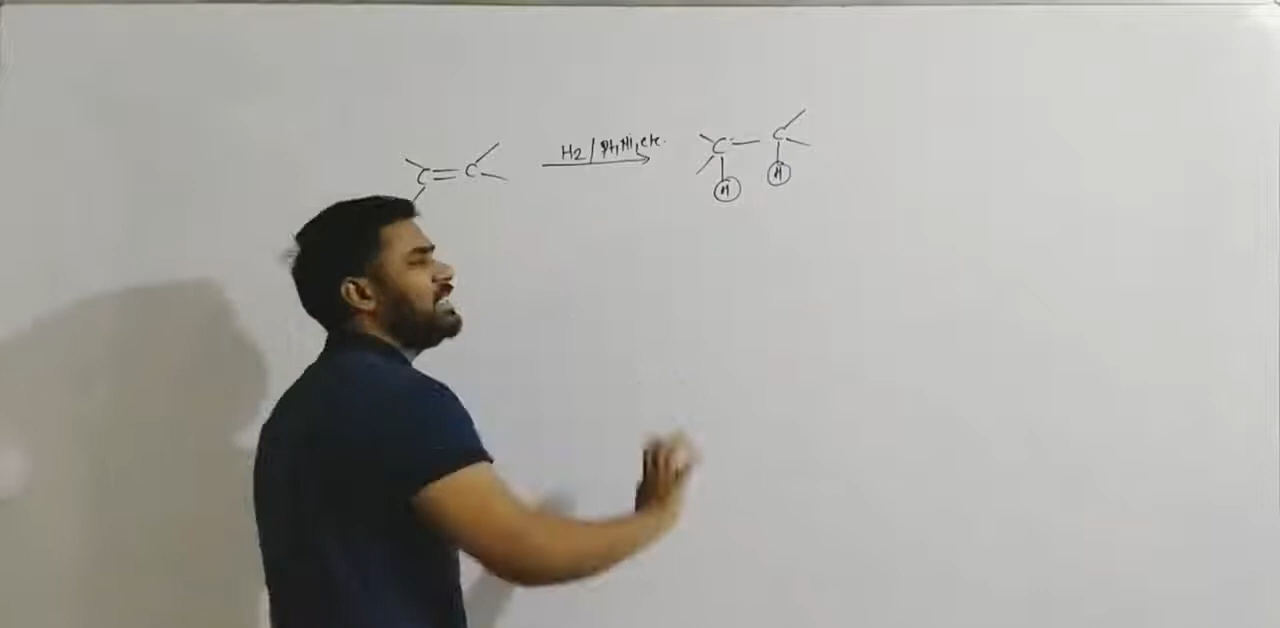 C=C H2/Pt,Ni,etc. C—C
H H